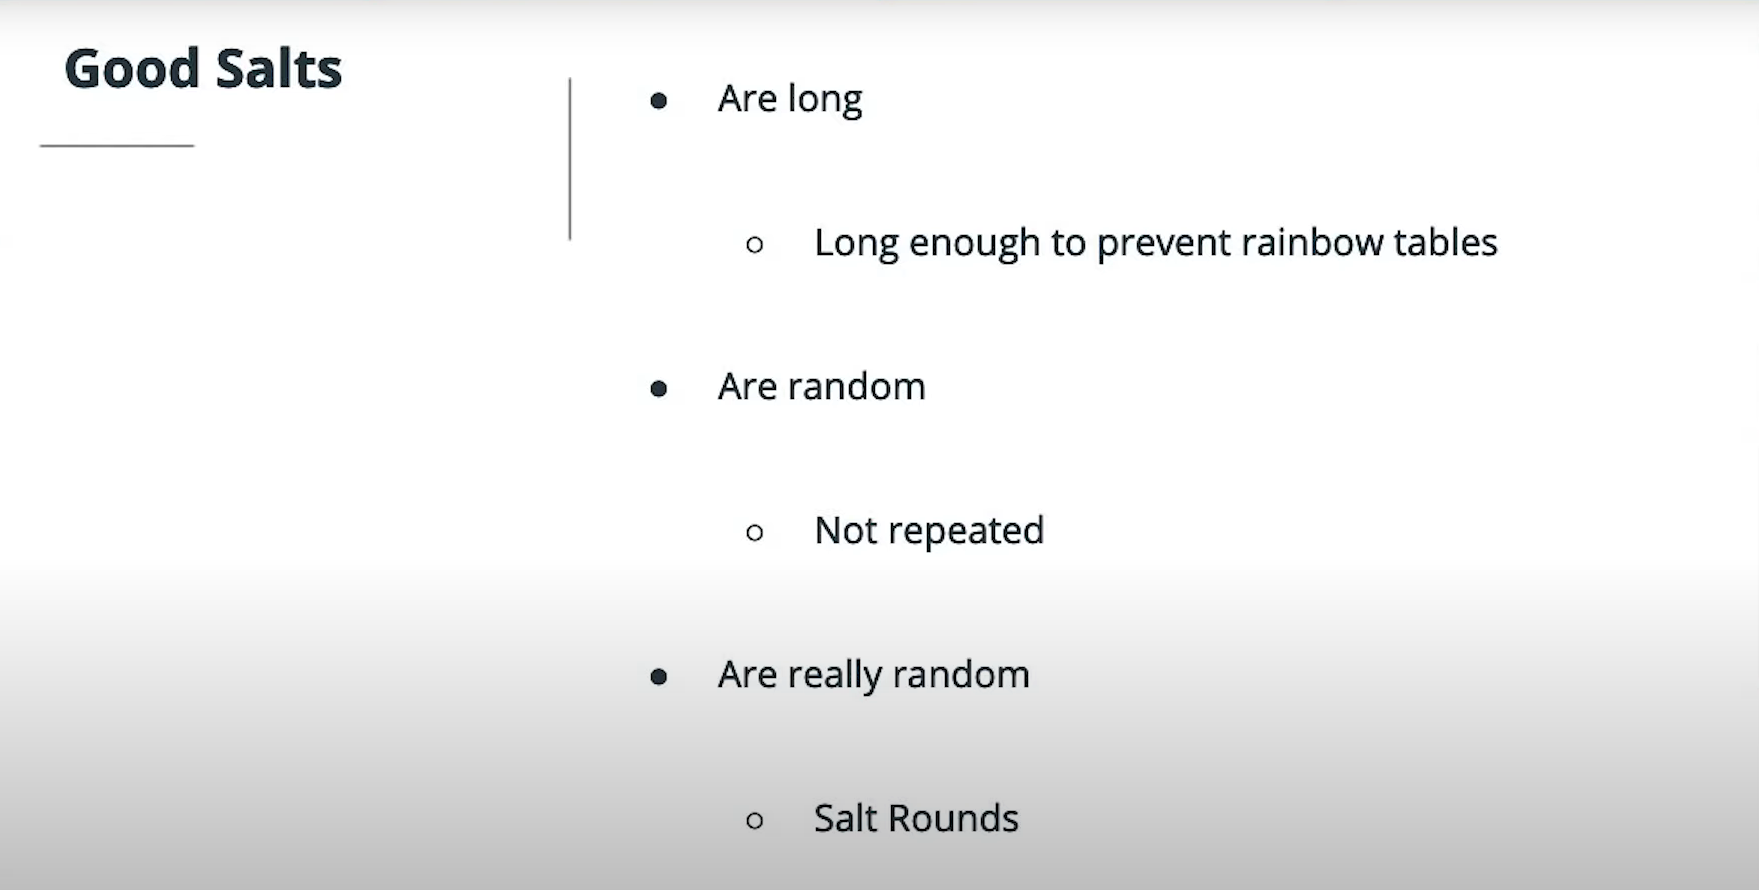 Good Salts
● Are long
○ Long enough to prevent rainbow tables
● Are random
○ Not repeated
● Are really random
○ Salt Rounds